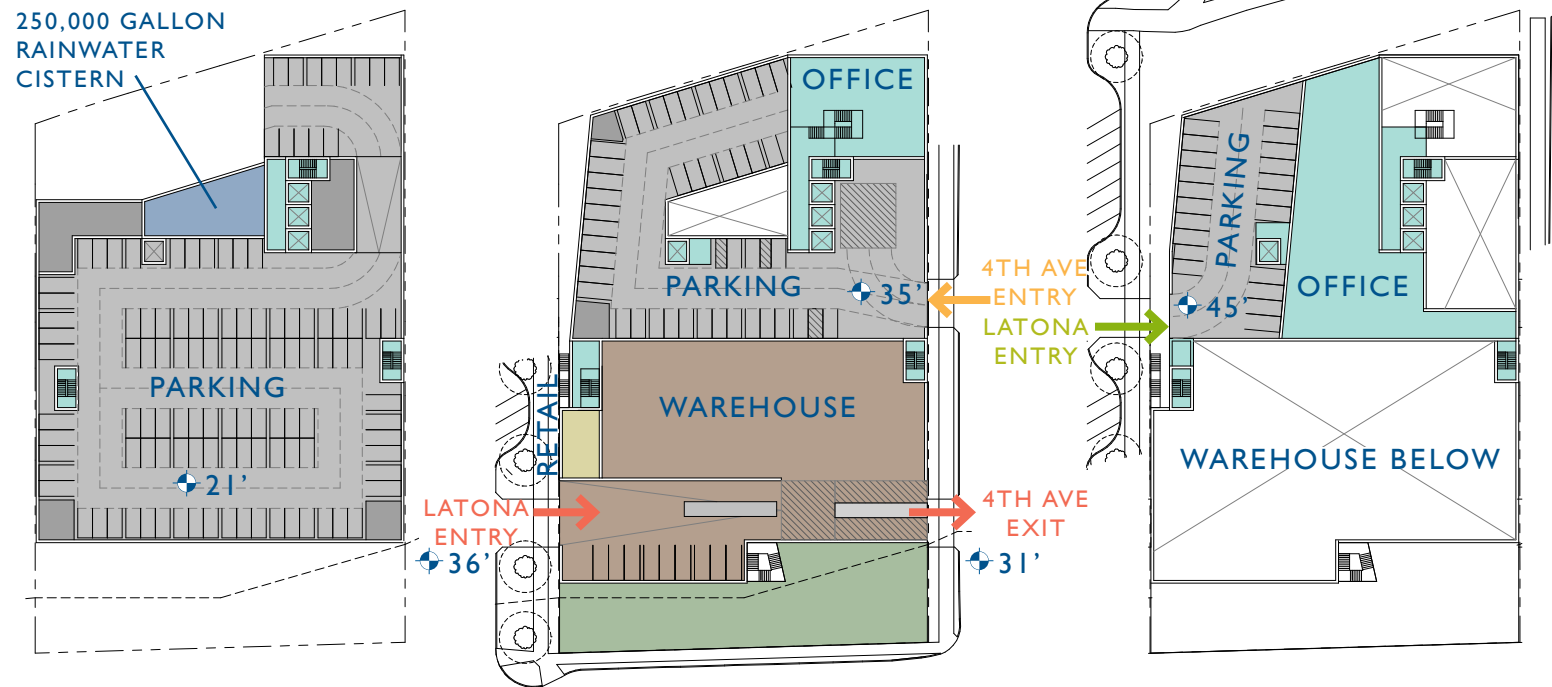 250,000 GALLON
RAINWATER
CISTERN
PARKING
21'
OFFICE
PARKING
35'
4TH AVE
ENTRY
LATONA
ENTRY
WAREHOUSE
RETAIL
LATONA
ENTRY
36'
4TH AVE
EXIT
31'
PARKING
45'
OFFICE
WAREHOUSE BELOW